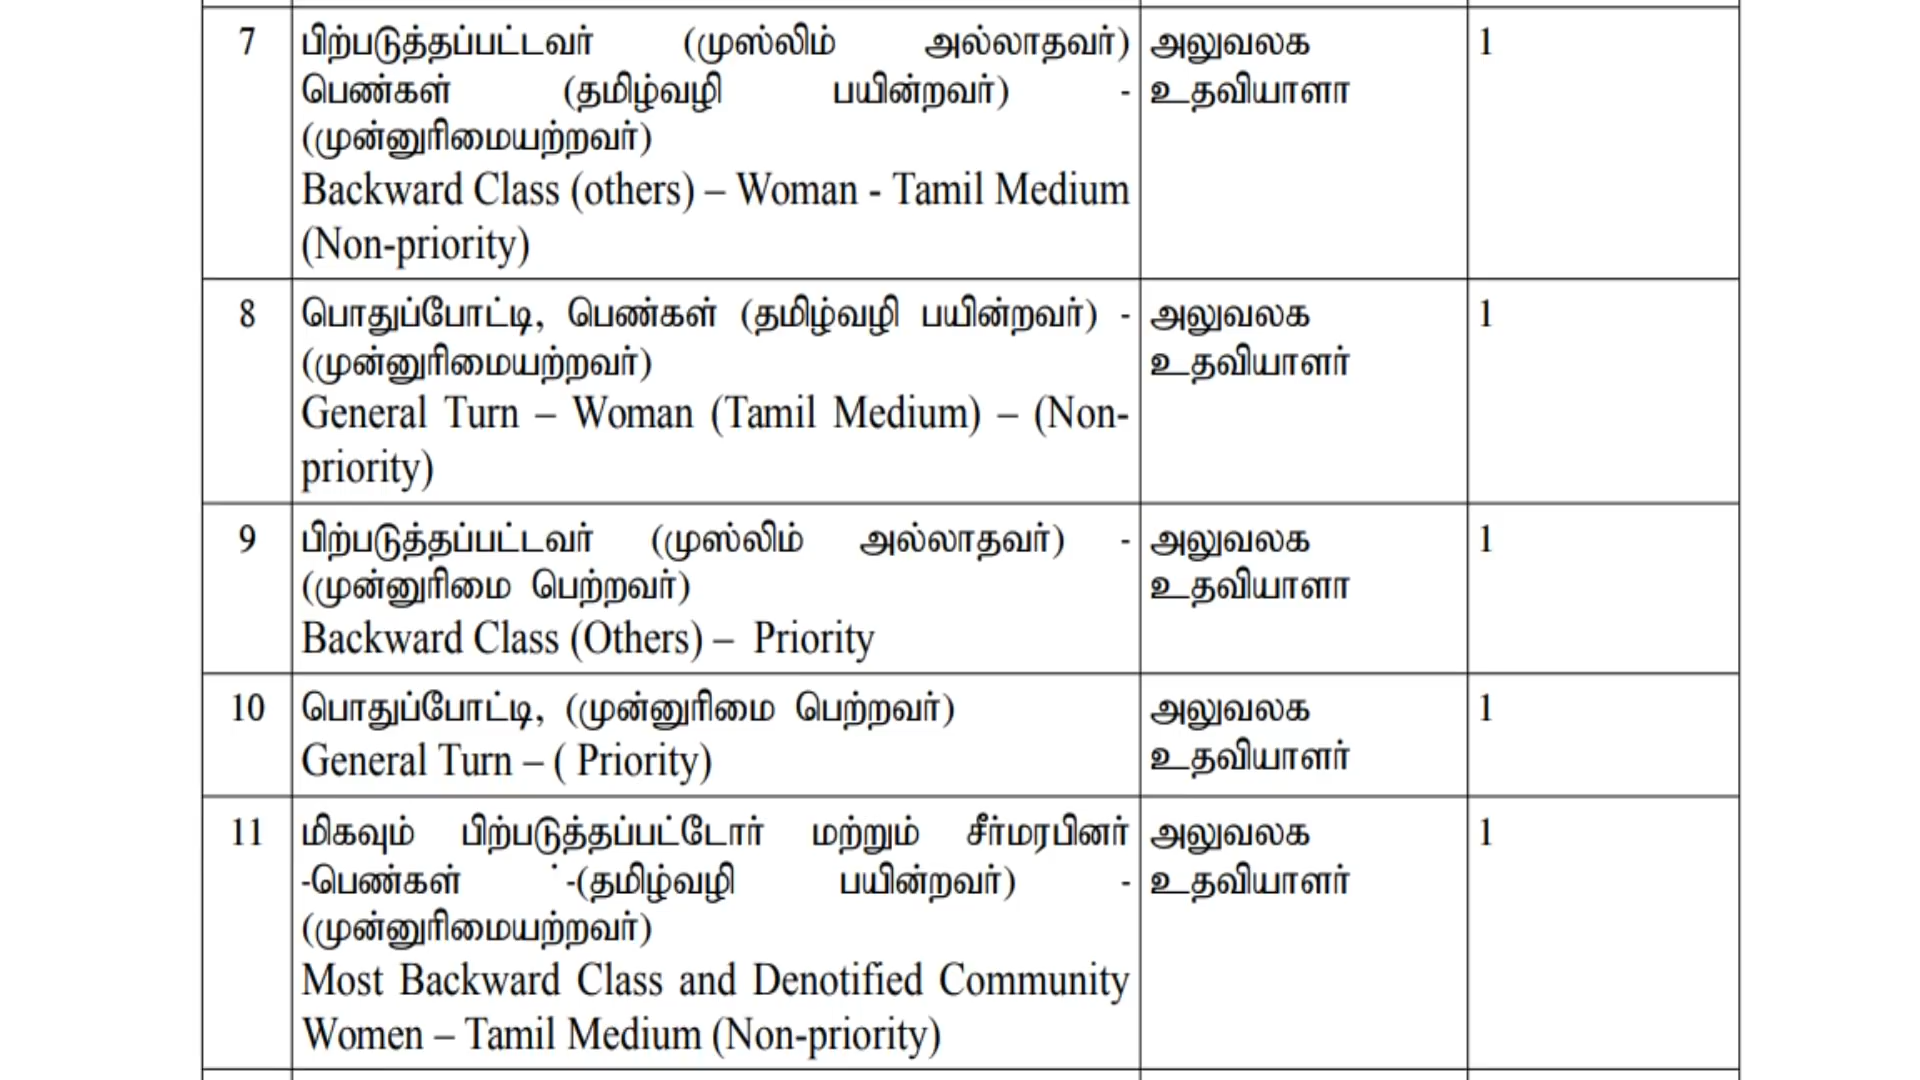 7 பிற்படுத்தப்பட்டவர் (முஸ்லிம் அல்லாதவர்) அலுவலக 1
பெண்கள் (தமிழ்வழி பயின்றவர்) - உதவியாளா
(முன்னுரிமையற்றவர்)
Backward Class (others) – Woman - Tamil Medium
(Non-priority)
8 பொதுப்போட்டி, பெண்கள் (தமிழ்வழி பயின்றவர்) - அலுவலக 1
(முன்னுரிமையற்றவர்) உதவியாளர்
General Turn – Woman (Tamil Medium) – (Non-
priority)
9 பிற்படுத்தப்பட்டவர் (முஸ்லிம் அல்லாதவர்) - அலுவலக 1
(முன்னுரிமை பெற்றவர்) உதவியாளா
Backward Class (Others) – Priority
10 பொதுப்போட்டி, (முன்னுரிமை பெற்றவர்) அலுவலக 1
General Turn – ( Priority) உதவியாளர்
11 மிகவும் பிற்படுத்தப்பட்டோர் மற்றும் சீர்மரபினர் அலுவலக 1
-பெண்கள் ்-(தமிழ்வழி பயின்றவர்) - உதவியாளர்
(முன்னுரிமையற்றவர்)
Most Backward Class and Denotified Community
Women – Tamil Medium (Non-priority)